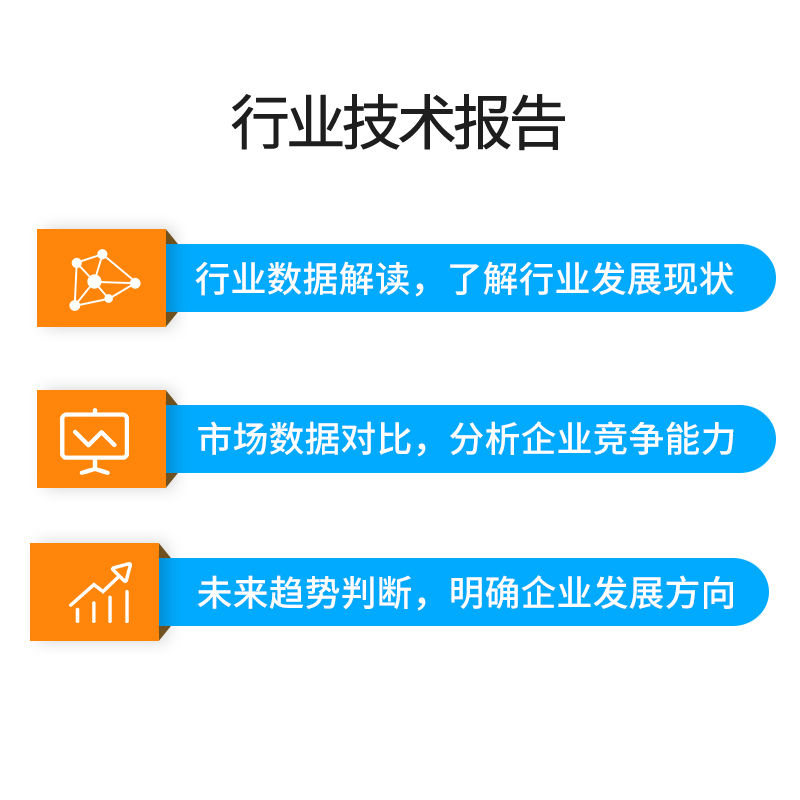 行业技术报告
行业数据解读，了解行业发展现状
市场数据对比，分析企业竞争能力
未来趋势判断，明确企业发展方向